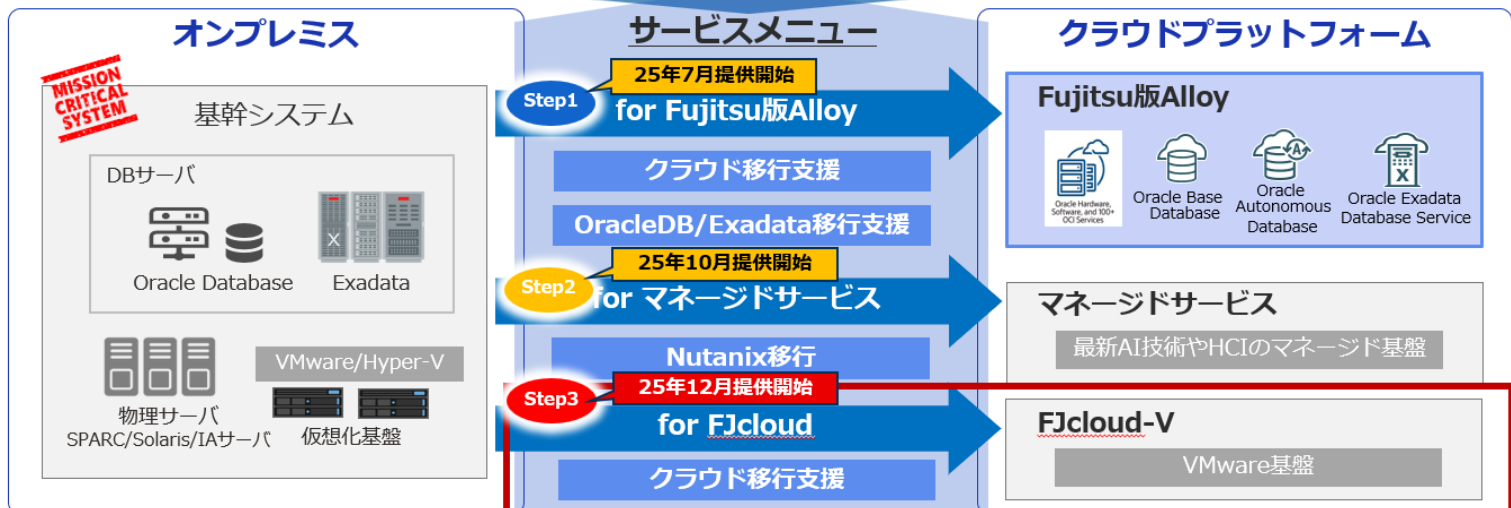 オンプレミス
MISSION
CRITICAL
SYSTEM
基幹システム
DBサーバ
X
Oracle Database
Exadata
物理サーバ
SPARC/Solaris/IAサーバ
VMware/Hyper-V
仮想化基盤
サービスメニュー
Step1
25年7月提供開始
for Fujitsu版Alloy
クラウド移行支援
OracleDB/Exadata移行支援
Step2
25年10月提供開始
for マネージドサービス
Nutanix移行
Step3
25年12月提供開始
for FJcloud
クラウド移行支援
クラウドプラットフォーム
Fujitsu版Alloy
Oracle Hardware,
Software, and 100+
OCI Services
Oracle Base
Database
A
Oracle
Autonomous
Database
X
Oracle Exadata
Database Service
マネージドサービス
最新AI技術やHCIのマネージド基盤
FJcloud-V
VMware基盤